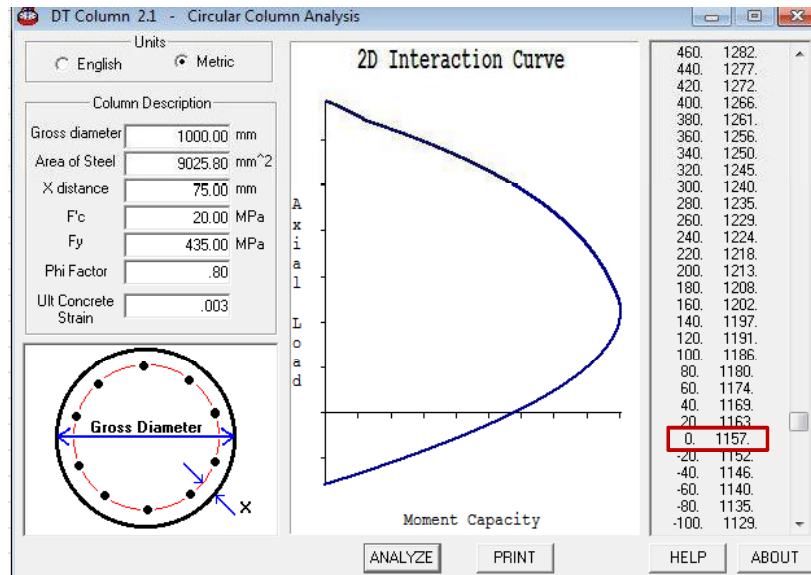 DT Column 2.1 - Circular Column Analysis
Units
English
Metric
Column Description
Gross diameter 1000.00 mm
Area of Steel 9025.80 mm^2
X distance 75.00 mm
F'c 20.00 MPa
Fy 435.00 MPa
Phi Factor .80
Ult Concrete Strain .003
Gross Diameter
X
2D Interaction Curve
Axial Load
Moment Capacity
460. 1282.
440. 1277.
420. 1272.
400. 1266.
380. 1261.
360. 1256.
340. 1250.
320. 1245.
300. 1240.
280. 1235.
260. 1229.
240. 1224.
220. 1218.
200. 1213.
180. 1208.
160. 1202.
140. 1197.
120. 1191.
100. 1186.
80. 1180.
60. 1174.
40. 1169.
20. 1163.
0. 1157.
-20. 1152.
-40. 1146.
-60. 1140.
-80. 1135.
-100. 1129.
ANALYZE
PRINT
HELP
ABOUT